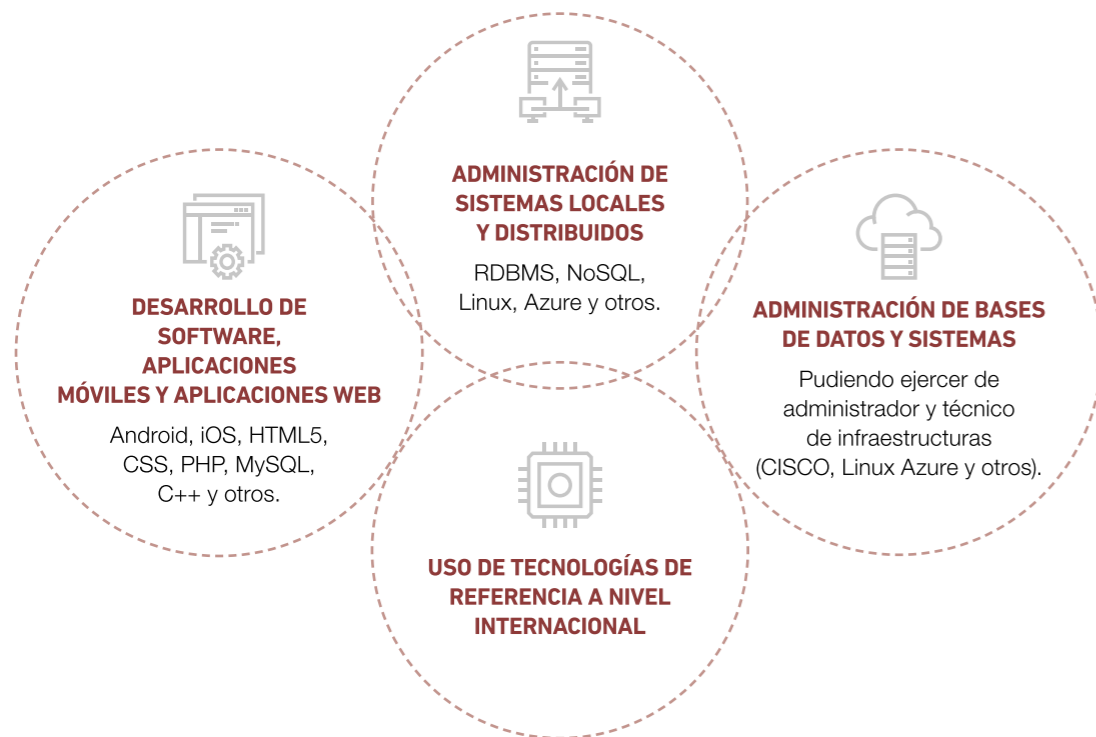 ADMINISTRACIÓN DE
SISTEMAS LOCALES
Y DISTRIBUIDOS
RDBMS, NoSQL,
Linux, Azure y otros.
DESARROLLO DE
SOFTWARE,
APLICACIONES
MÓVILES Y APLICACIONES WEB
Android, iOS, HTML5,
CSS, PHP, MySQL,
C++ y otros.
ADMINISTRACIÓN DE BASES
DE DATOS Y SISTEMAS
Pudiendo ejercer de
administrador y técnico
de infraestructuras
(CISCO, Linux Azure y otros).
USO DE TECNOLOGÍAS DE
REFERENCIA A NIVEL
INTERNACIONAL